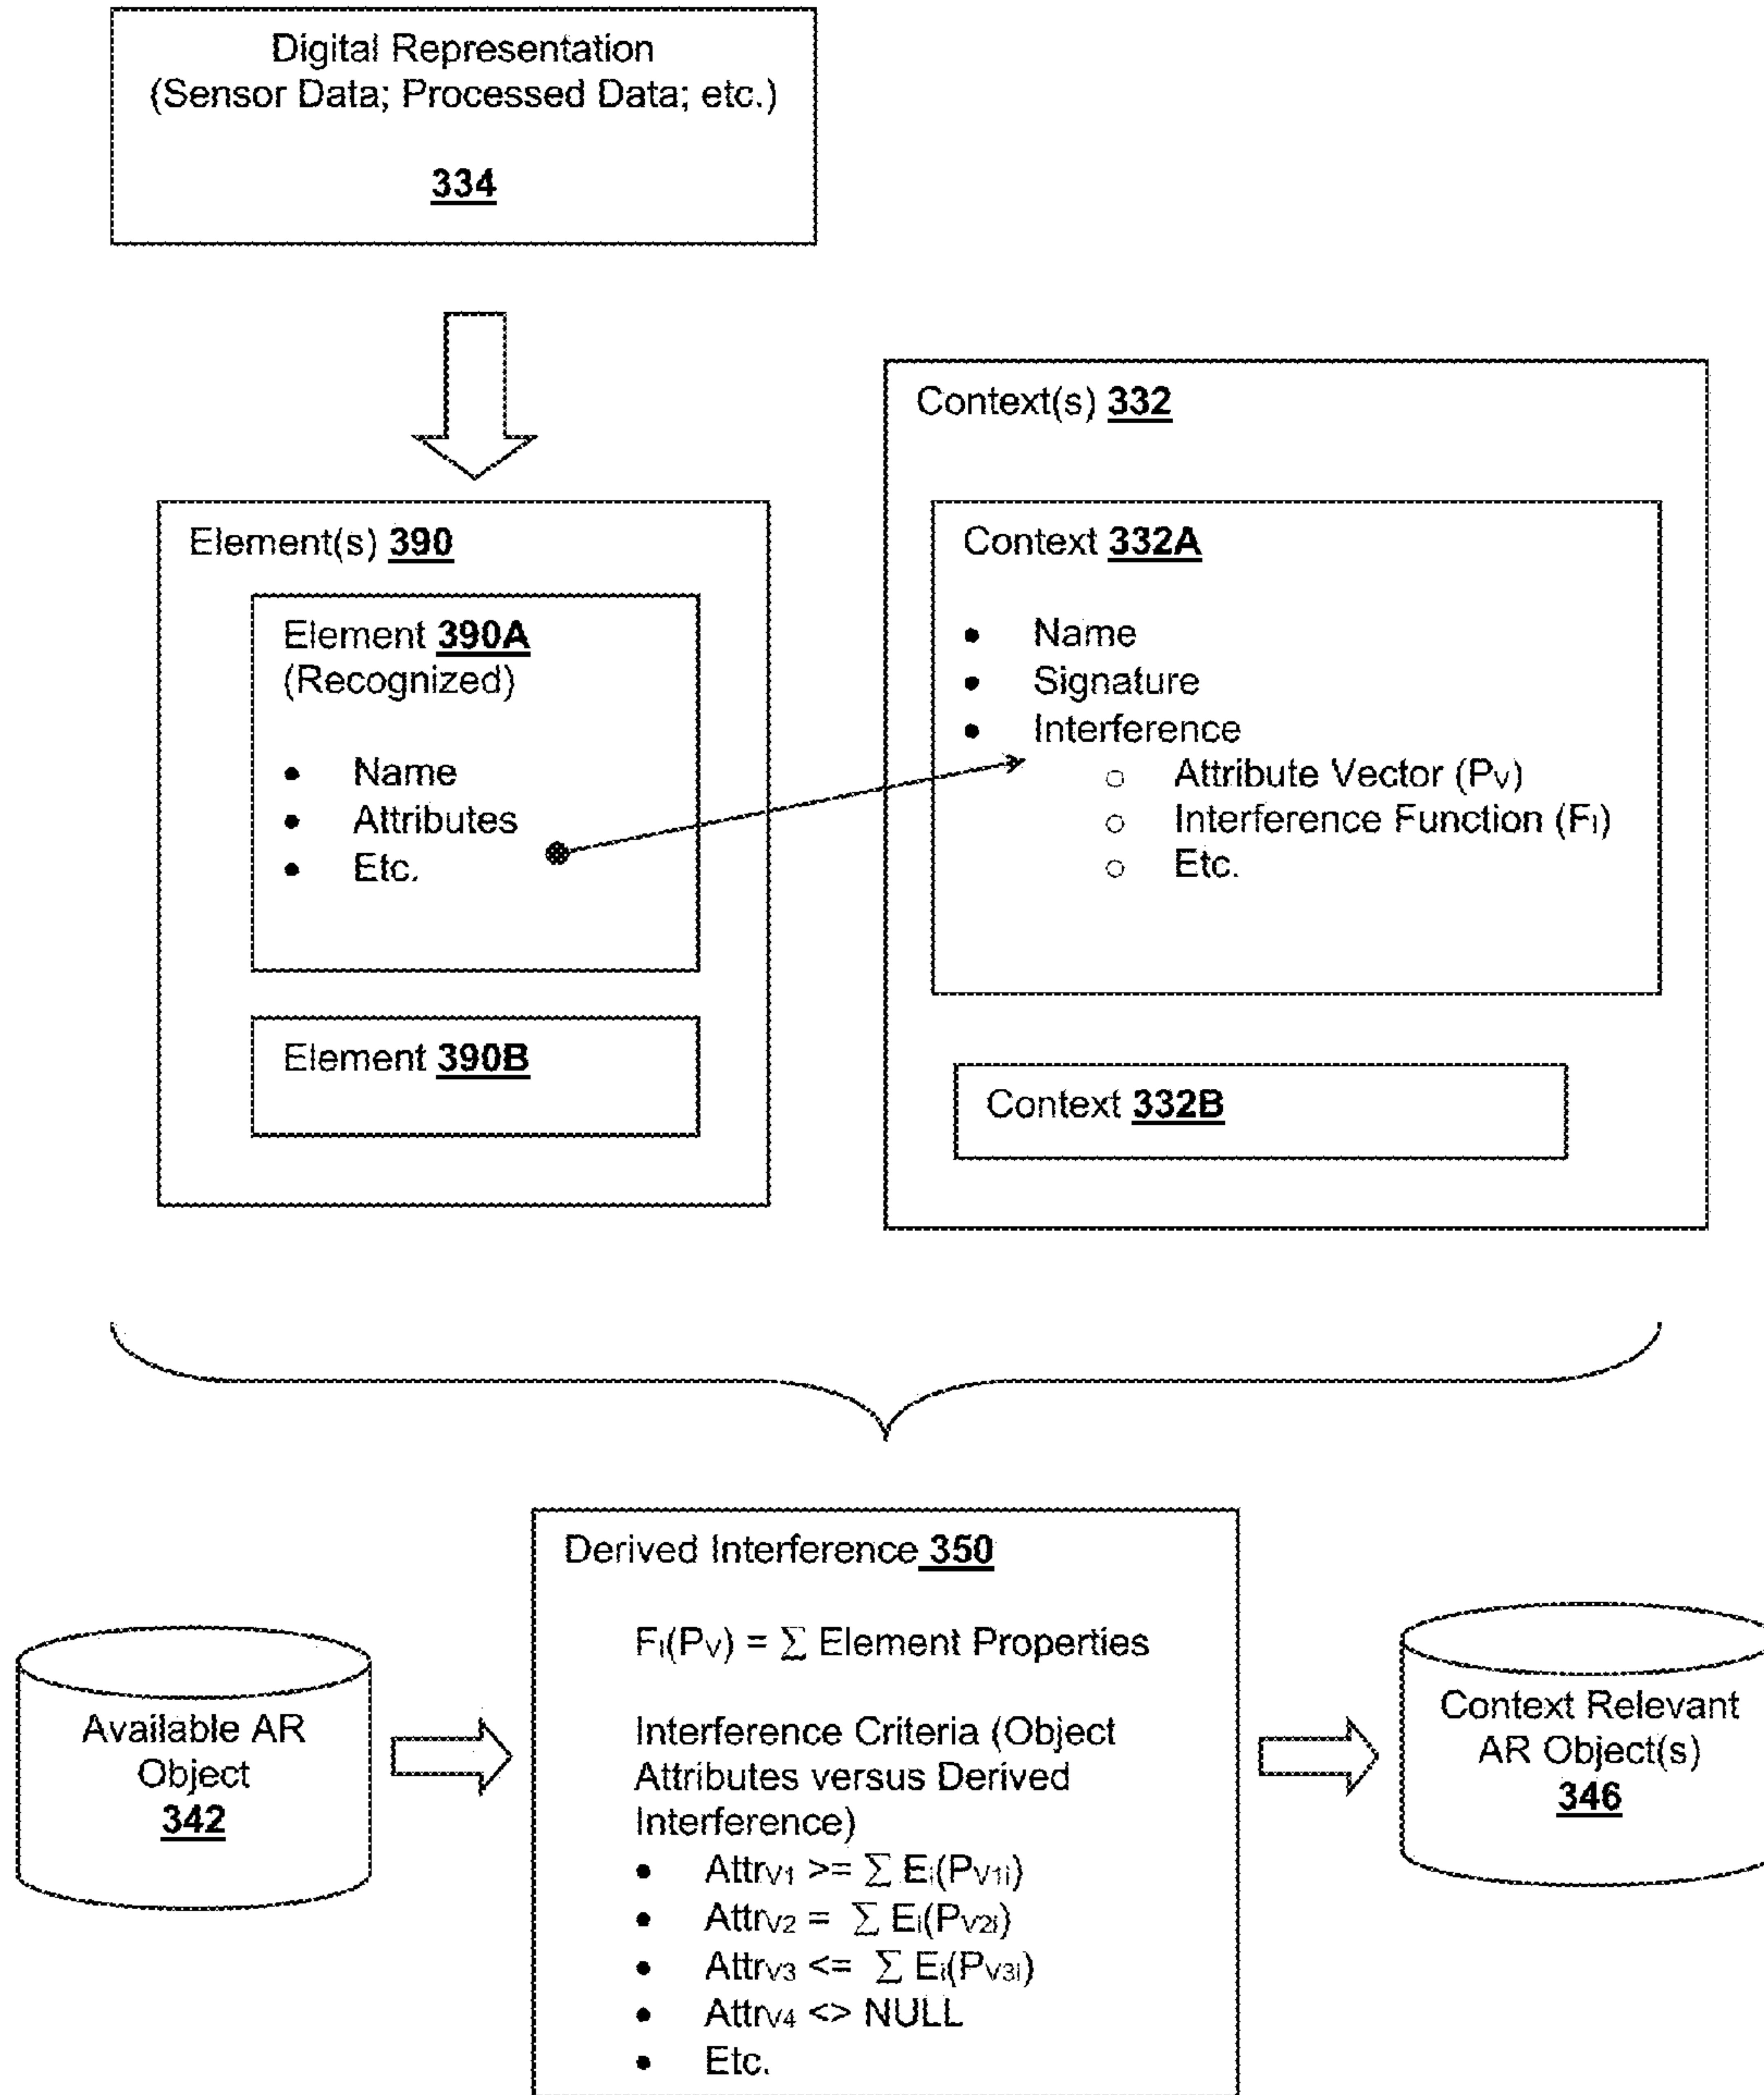 Digital Representation
(Sensor Data; Processed Data; etc.)
334
Element(s) 390
Element 390A
(Recognized)
• Name
• Attributes
• Etc.
Element 390B
Context(s) 332
Context 332A
• Name
• Signature
• Interference
○ Attribute Vector (PV)
○ Interference Function (FI)
○ Etc.
Context 332B
Available AR
Object
342
Derived Interference 350
FI(PV) = ∑ Element Properties
Interference Criteria (Object
Attributes versus Derived
Interference)
• AttrV1 >= ∑ Ei(PV1i)
• AttrV2 = ∑ Ei(PV2i)
• AttrV3 <= ∑ Ei(PV3i)
• AttrV4 <> NULL
• Etc.
Context Relevant
AR Object(s)
346